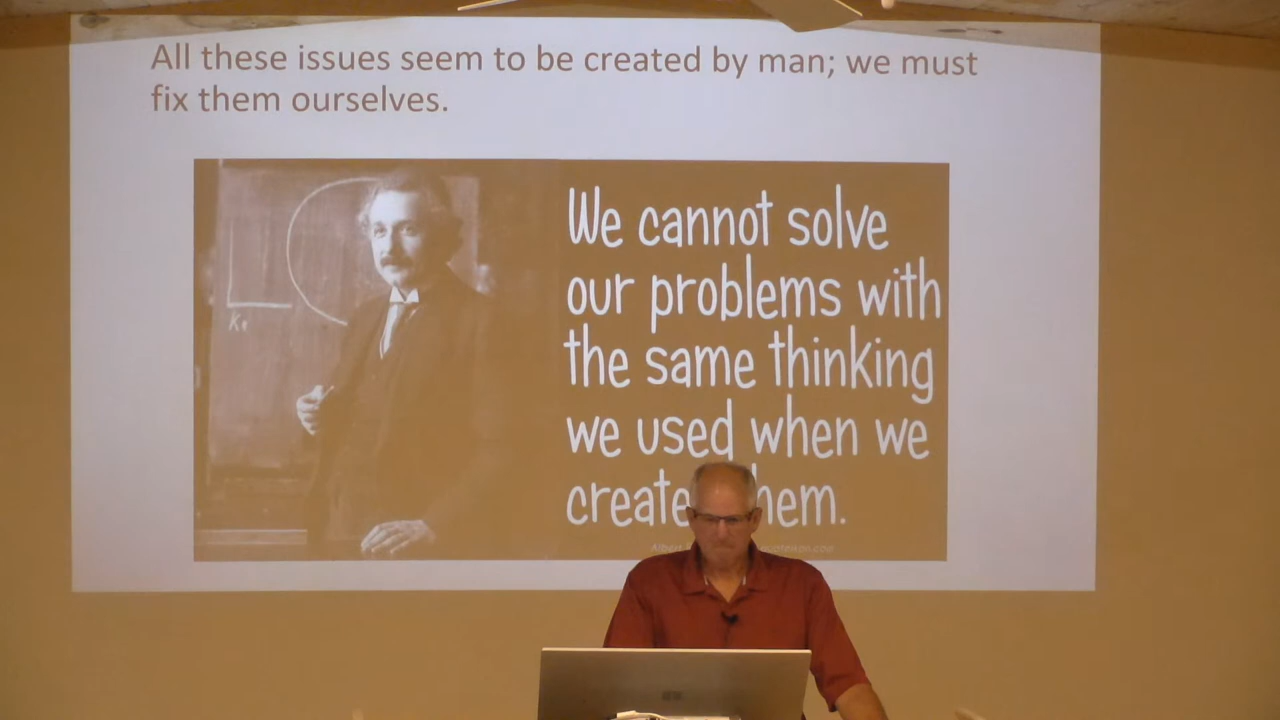 All these issues seem to be created by man; we must
fix them ourselves.
We cannot solve
our problems with
the same thinking
we used when we
create hem.
Albert